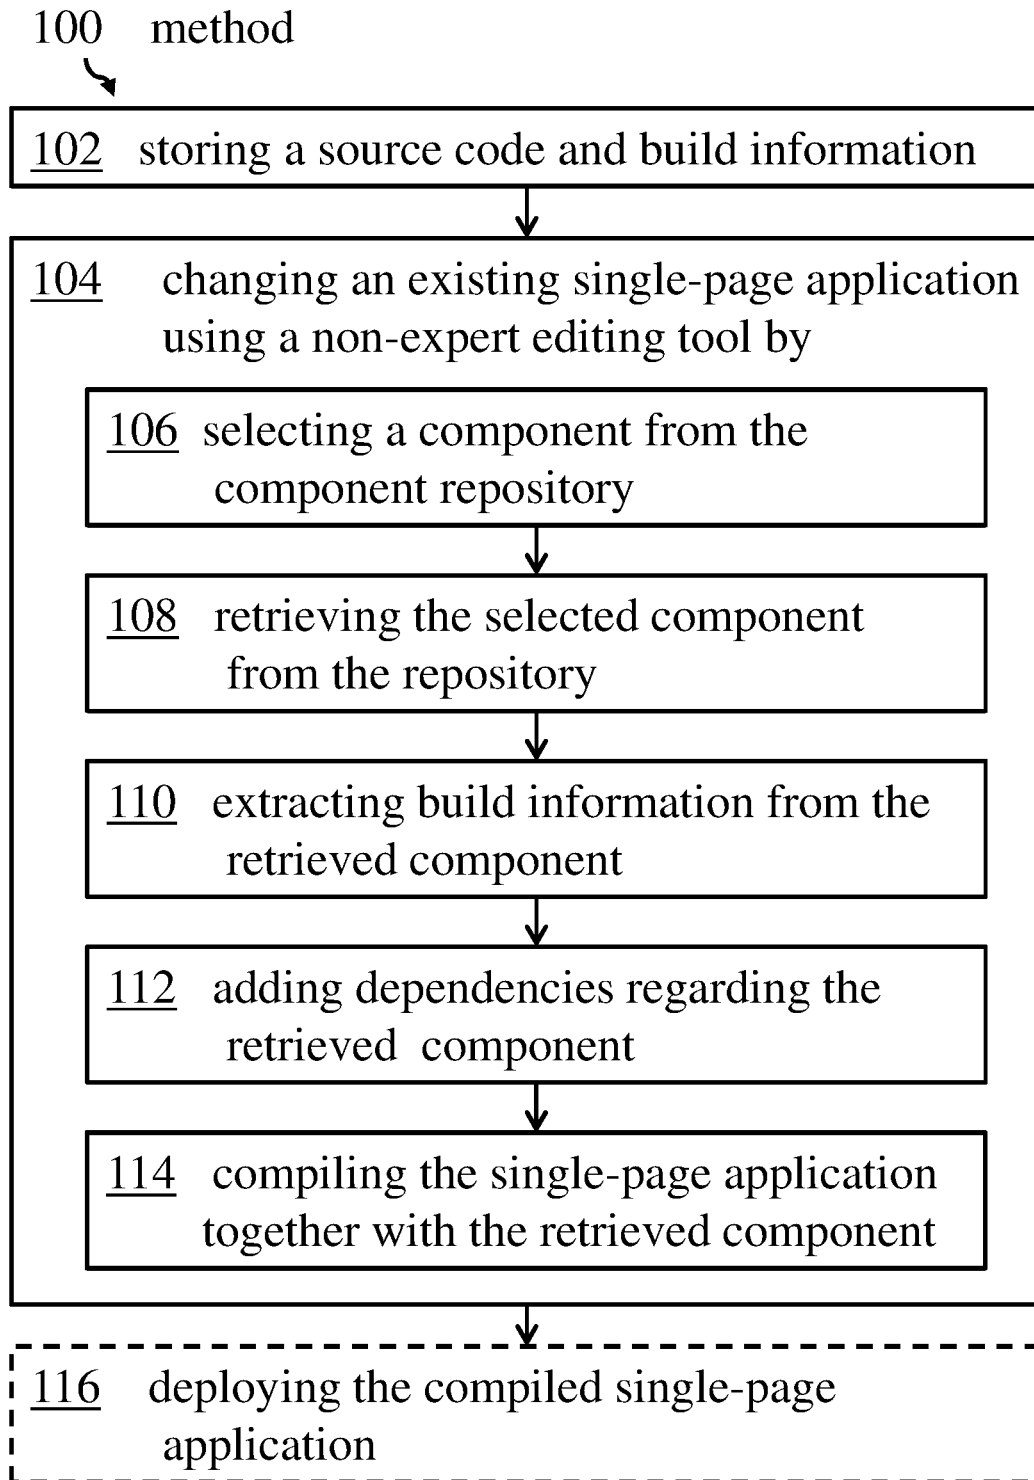 100 method
102 storing a source code and build information
104 changing an existing single-page application
using a non-expert editing tool by
106 selecting a component from the
component repository
108 retrieving the selected component
from the repository
110 extracting build information from the
retrieved component
112 adding dependencies regarding the
retrieved component
114 compiling the single-page application
together with the retrieved component
116 deploying the compiled single-page
application